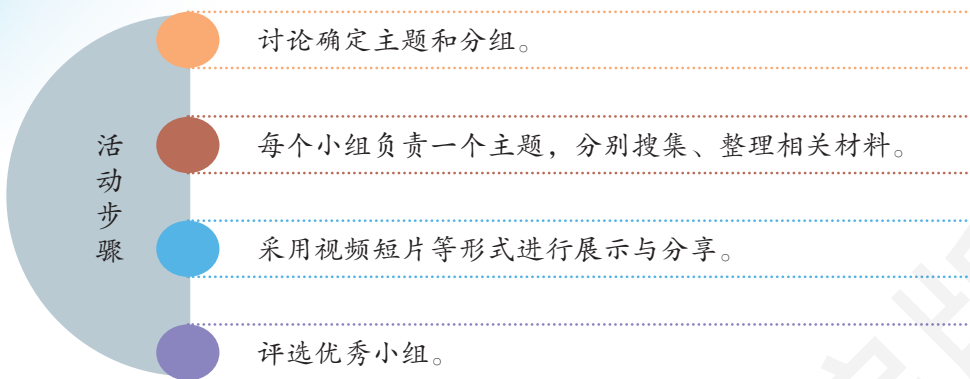 活动步骤
讨论确定主题和分组。
每个小组负责一个主题，分别搜集、整理相关材料。
采用视频短片等形式进行展示与分享。
评选优秀小组。